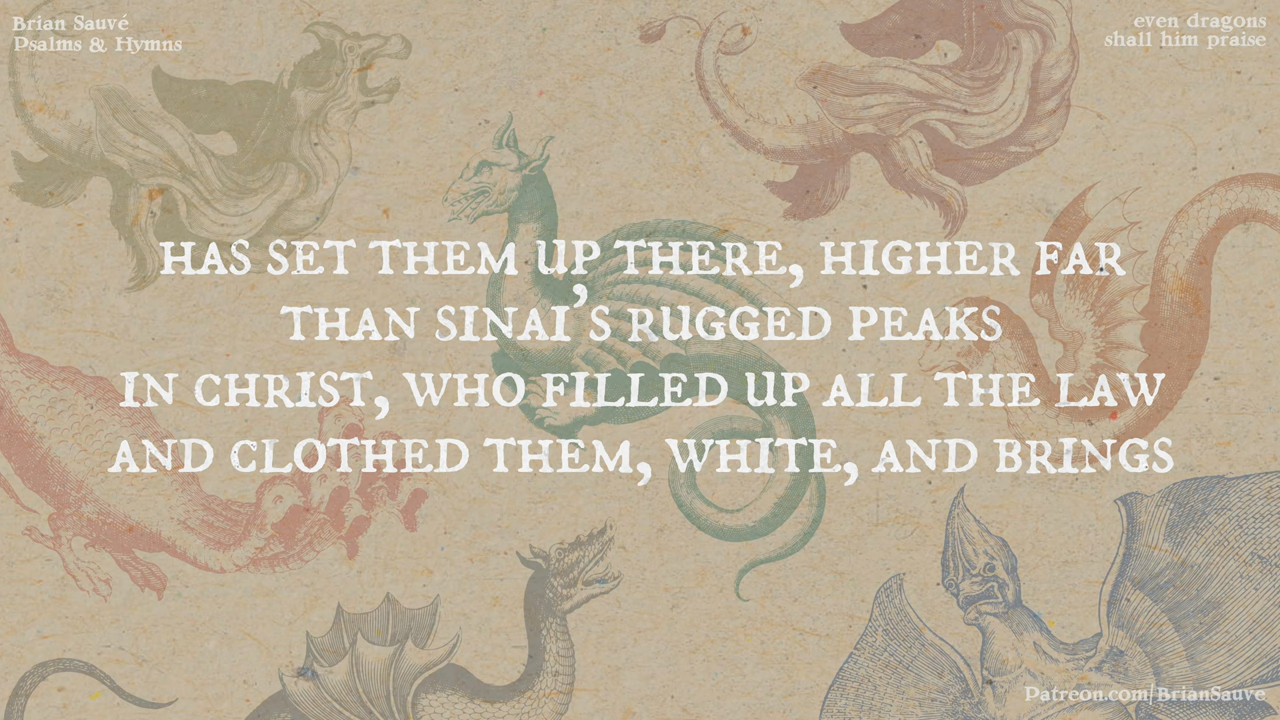 Brian Sauvé
Psalms & Hymns
even dragons
shall him praise
HAS SET THEM UP THERE, HIGHER FAR
THAN SINAI'S RUGGED PEAKS
IN CHRIST, WHO FILLED UP ALL THE LAW
AND CLOTHED THEM, WHITE, AND BRINGS
Patreon.com/BrianSauve